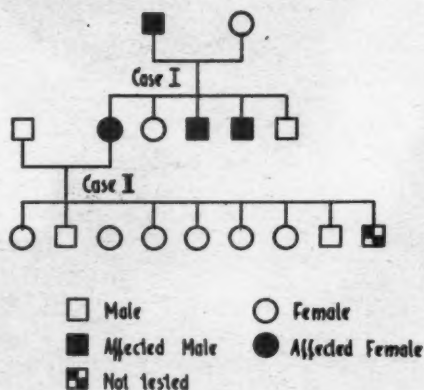 Case I
Case II
Male Female
Affected Male Affected Female
Not tested